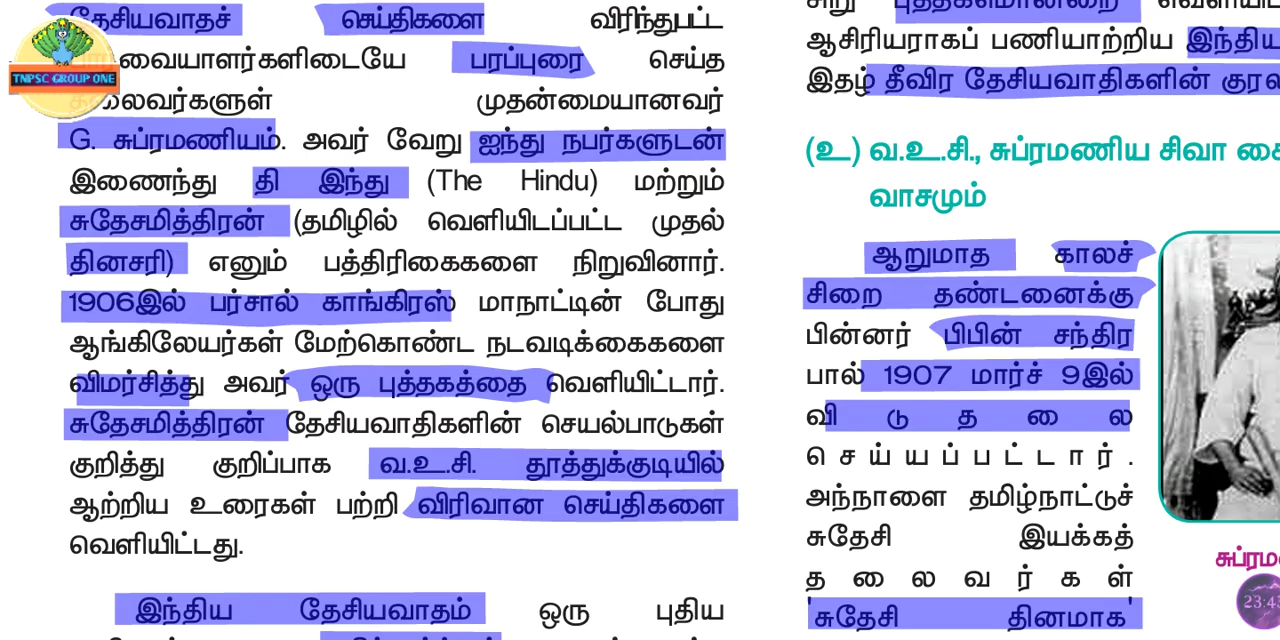 தேசியவாதச் செய்திகளை விரிந்துபட்ட
வையாளர்களிடையே பரப்புரை செய்த
தலைவர்களுள் முதன்மையானவர்
G. சுப்ரமணியம். அவர் வேறு ஐந்து நபர்களுடன்
இணைந்து தி இந்து (The Hindu) மற்றும்
சுதேசமித்திரன் (தமிழில் வெளியிடப்பட்ட முதல்
தினசரி) எனும் பத்திரிகைகளை நிறுவினார்.
1906இல் பர்சால் காங்கிரஸ் மாநாட்டின் போது
ஆங்கிலேயர்கள் மேற்கொண்ட நடவடிக்கைகளை
விமர்சித்து அவர் ஒரு புத்தகத்தை வெளியிட்டார்.
சுதேசமித்திரன் தேசியவாதிகளின் செயல்பாடுகள்
குறித்து குறிப்பாக வ.உ.சி. தூத்துக்குடியில்
ஆற்றிய உரைகள் பற்றி விரிவான செய்திகளை
வெளியிட்டது.
இந்திய தேசியவாதம் ஒரு புதிய
TNPSC GROUP ONE
ஆசிரியராகப் பணியாற்றிய இந்திய
இதழ் தீவிர தேசியவாதிகளின் குரல
(உ) வ.உ.சி., சுப்ரமணிய சிவா கை
வாசமும்
ஆறுமாத காலச்
சிறை தண்டனைக்கு
பின்னர் பிபின் சந்திர
பால் 1907 மார்ச் 9இல்
விடுதலை
செய்யப்பட்டார்.
அந்நாளை தமிழ்நாட்டுச்
சுதேசி இயக்கத்
தலைவர்கள்
'சுதேசி தினமாக'
சுப்ரம
23:43